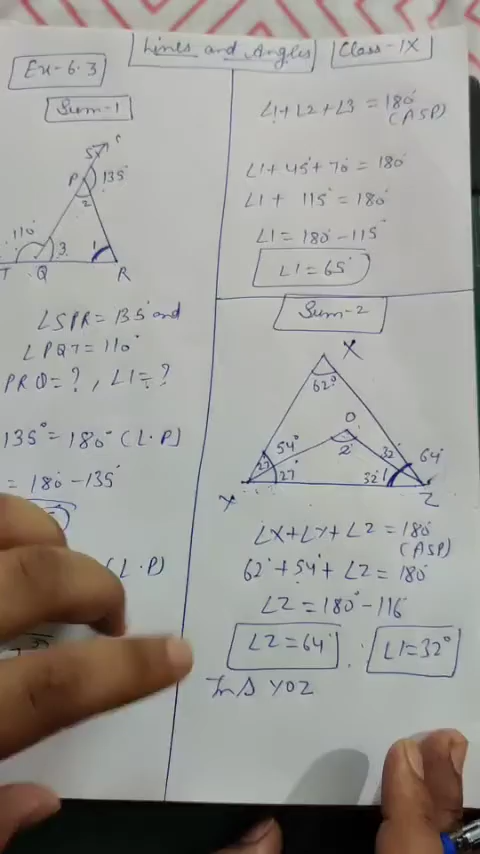 Lines and Angles
Class-IX
Ex-6.3
Sum-1
S
P
135°
2
110°
3
1
T
Q
R
∠SPR = 135° and
∠PQT = 110°
PRQ = ? , ∠1 = ?
135° = 180° (L.P)
= 180° - 135°
(L.P)
∠1 + ∠2 + ∠3 = 180°
(ASP)
∠1 + 45° + 70° = 180°
∠1 + 115° = 180°
∠1 = 180° - 115°
∠1 = 65°
Sum-2
X
62°
O
54°
2
32°
64°
27°
27°
32°
1
Y
Z
∠X + ∠Y + ∠Z = 180°
(ASP)
62° + 54° + ∠Z = 180°
∠Z = 180° - 116°
∠Z = 64° . ∠1 = 32°
In Δ YOZ